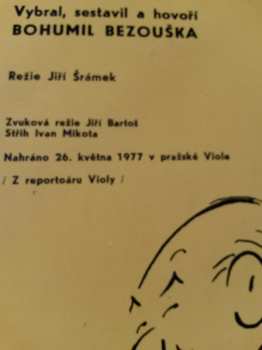 Vybral, sestavil a hovoří
BOHUMIL BEZOUŠKA
Režie Jiří Šrámek
Zvuková režie Jiří Bartoš
Střih Ivan Mikota
Nahráno 26. května 1977 v pražské Viole
/ Z reportoáru Violy /